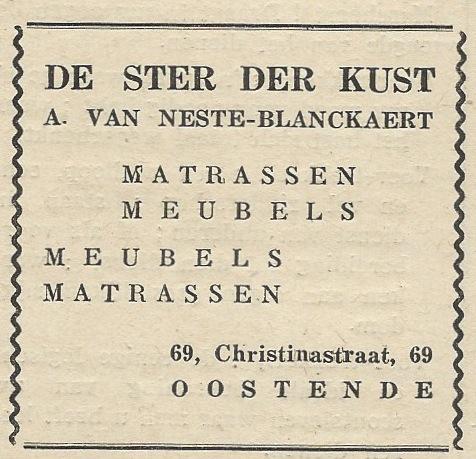 DE STER DER KUST
A. VAN NESTE-BLANCKAERT
MATRASSEN
MEUBELS
MEUBELS
MATRASSEN
69, Christinastraat, 69
OOSTENDE